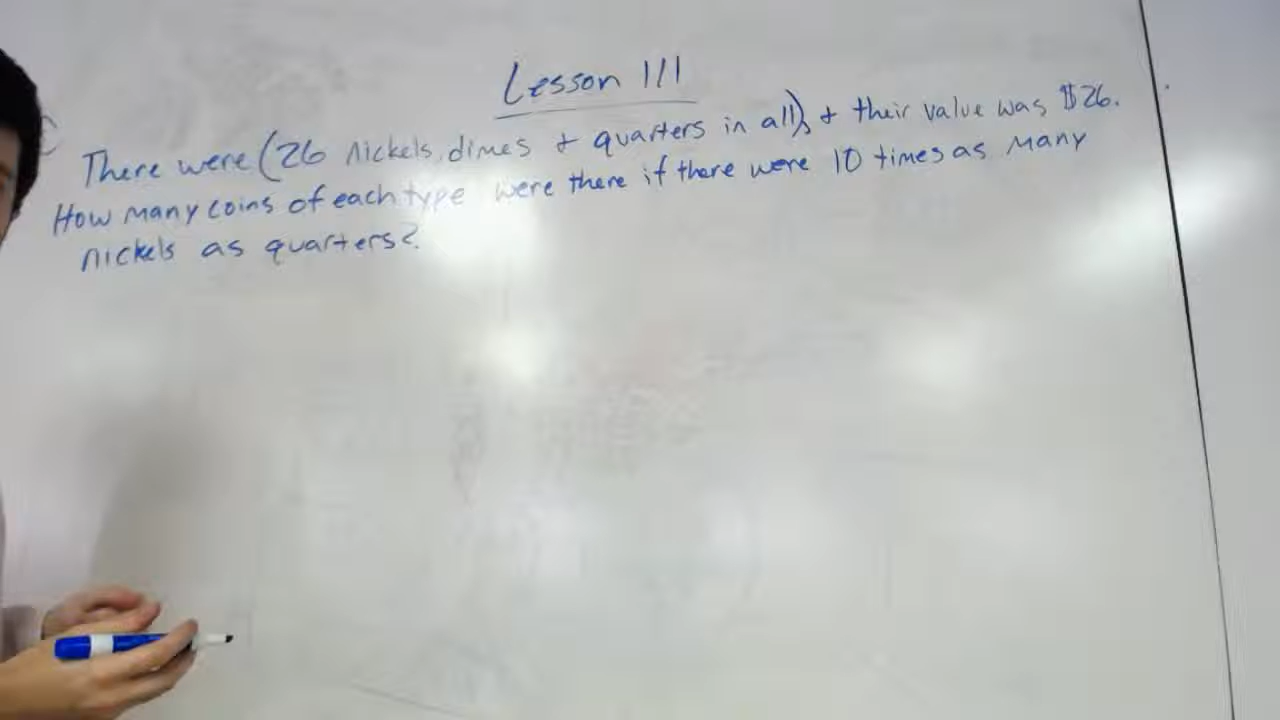 Lesson 111
There were (26 nickels, dimes + quarters in all), + their value was $26.
How many coins of each type were there if there were 10 times as many
nickels as quarters?